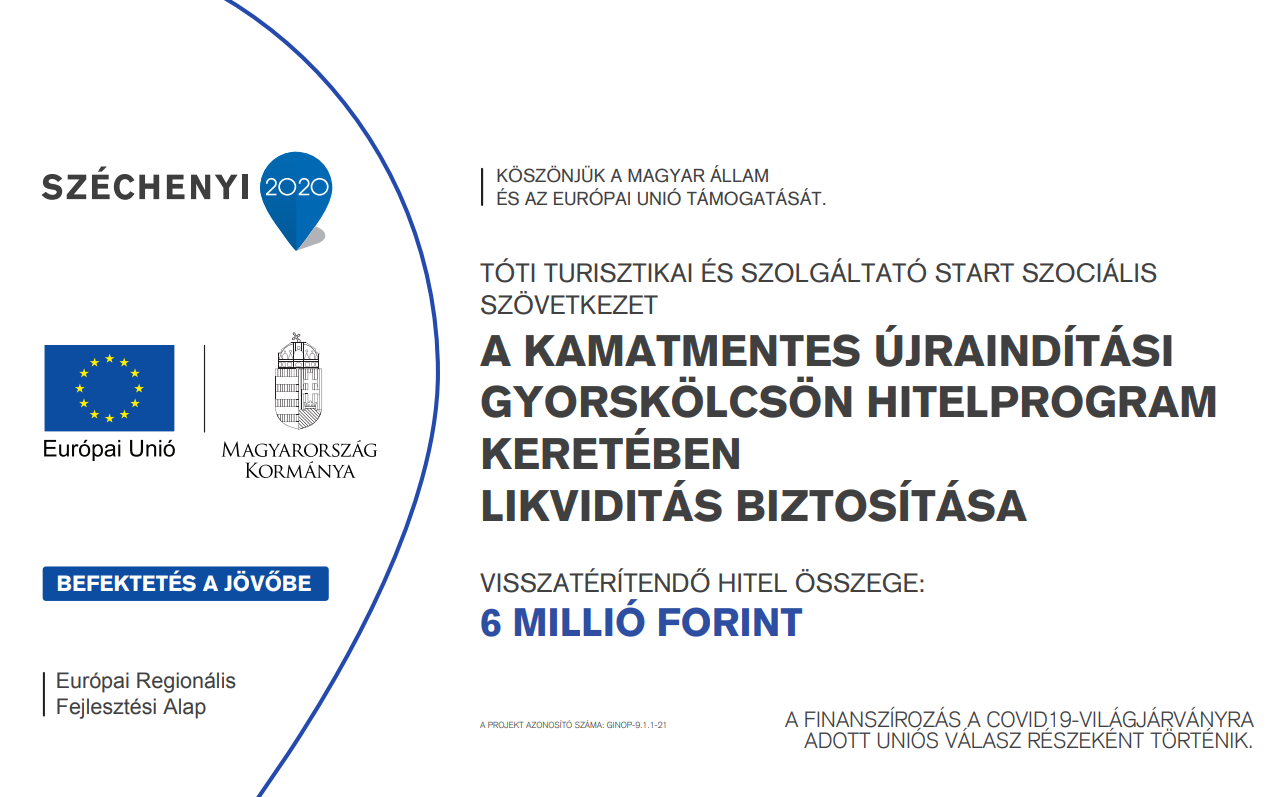 SZÉCHENYI 2020
Európai Unió
MAGYARORSZÁG
KORMÁNYA
BEFEKTETÉS A JÖVŐBE
Európai Regionális
Fejlesztési Alap
KÖSZÖNJÜK A MAGYAR ÁLLAM
ÉS AZ EURÓPAI UNIÓ TÁMOGATÁSÁT.
TÓTI TURISZTIKAI ÉS SZOLGÁLTATÓ START SZOCIÁLIS
SZÖVETKEZET
A KAMATMENTES ÚJRAINDÍTÁSI
GYORSKÖLCSÖN HITELPROGRAM
KERETÉBEN
LIKVIDITÁS BIZTOSÍTÁSA
VISSZATÉRÍTENDŐ HITEL ÖSSZEGE:
6 MILLIÓ FORINT
A PROJEKT AZONOSÍTÓ SZÁMA: GINOP-9.1.1-21
A FINANSZÍROZÁS A COVID19-VILÁGJÁRVÁNYRA
ADOTT UNIÓS VÁLASZ RÉSZEKÉNT TÖRTÉNIK.